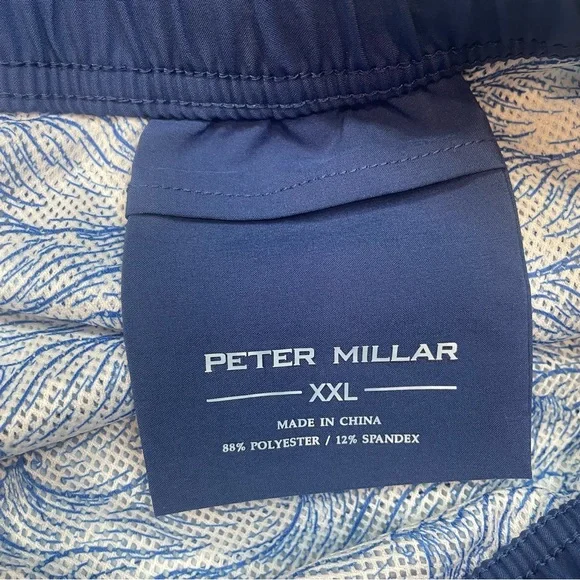 PETER MILLAR
XXL
MADE IN CHINA
88% POLYESTER / 12% SPANDEX